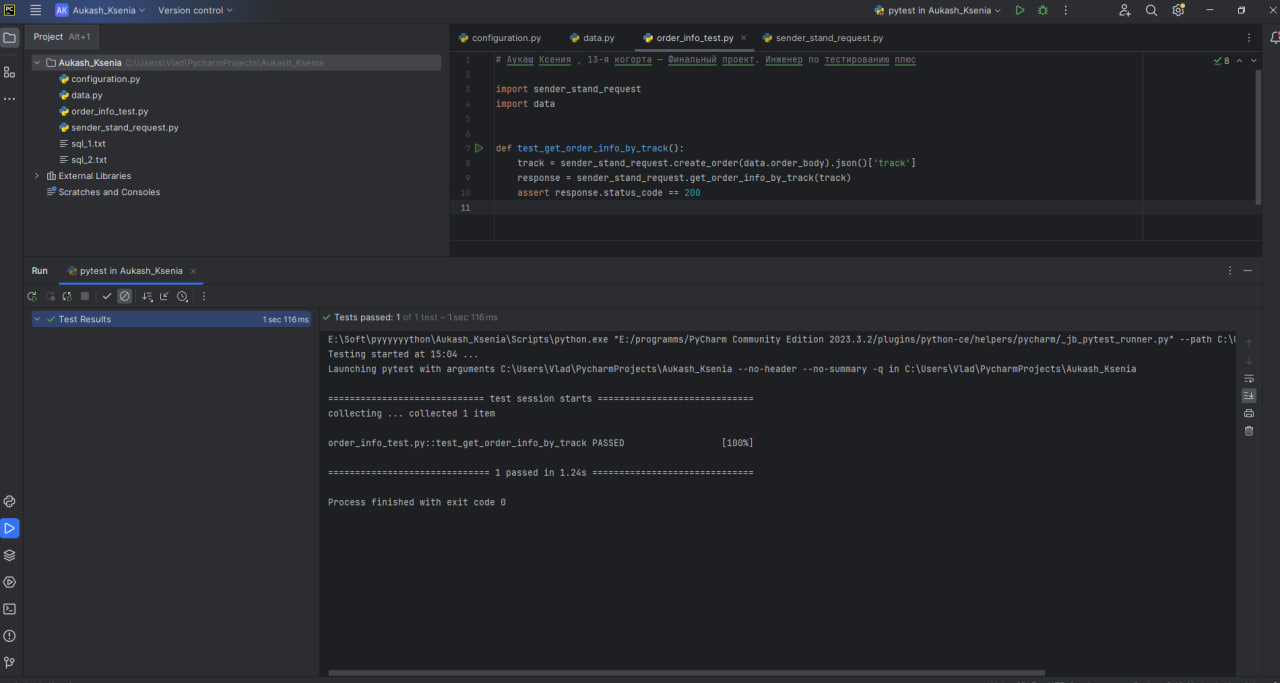 PC AK Aukash_Ksenia Version control pytest in Aukash_Ksenia
Project Alt+1
configuration.py data.py order_info_test.py sender_stand_request.py
Aukash_Ksenia C:\Users\Vlad\PycharmProjects\Aukash_Ksenia
configuration.py
data.py
order_info_test.py
sender_stand_request.py
sql_1.txt
sql_2.txt
External Libraries
Scratches and Consoles
1 # Аукаш Ксения , 13-я когорта — Финальный проект. Инженер по тестированию плюс
8
2
3 import sender_stand_request
4 import data
5
6
7 def test_get_order_info_by_track():
8 track = sender_stand_request.create_order(data.order_body).json()['track']
9 response = sender_stand_request.get_order_info_by_track(track)
10 assert response.status_code == 200
11
Run pytest in Aukash_Ksenia
Test Results 1 sec 116 ms
Tests passed: 1 of 1 test – 1 sec 116 ms
E:\Soft\pyyyyyython\Aukash_Ksenia\Scripts\python.exe "E:/programms/PyCharm Community Edition 2023.3.2/plugins/python-ce/helpers/pycharm/_jb_pytest_runner.py" --path C:\
Testing started at 15:04 ...
Launching pytest with arguments C:\Users\Vlad\PycharmProjects\Aukash_Ksenia --no-header --no-summary -q in C:\Users\Vlad\PycharmProjects\Aukash_Ksenia
============================= test session starts =============================
collecting ... collected 1 item
order_info_test.py::test_get_order_info_by_track PASSED [100%]
============================== 1 passed in 1.24s ==============================
Process finished with exit code 0